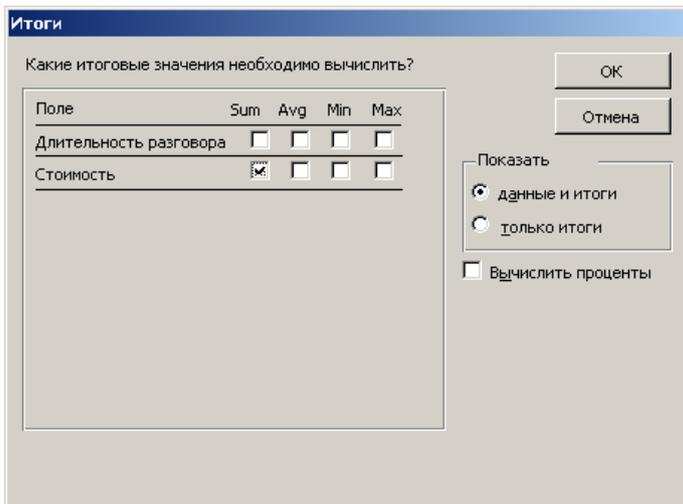 Итоги
Какие итоговые значения необходимо вычислить?
ОК
Поле Sum Avg Min Max
Отмена
Длительность разговора
Стоимость
Показать
данные и итоги
только итоги
Вычислить проценты